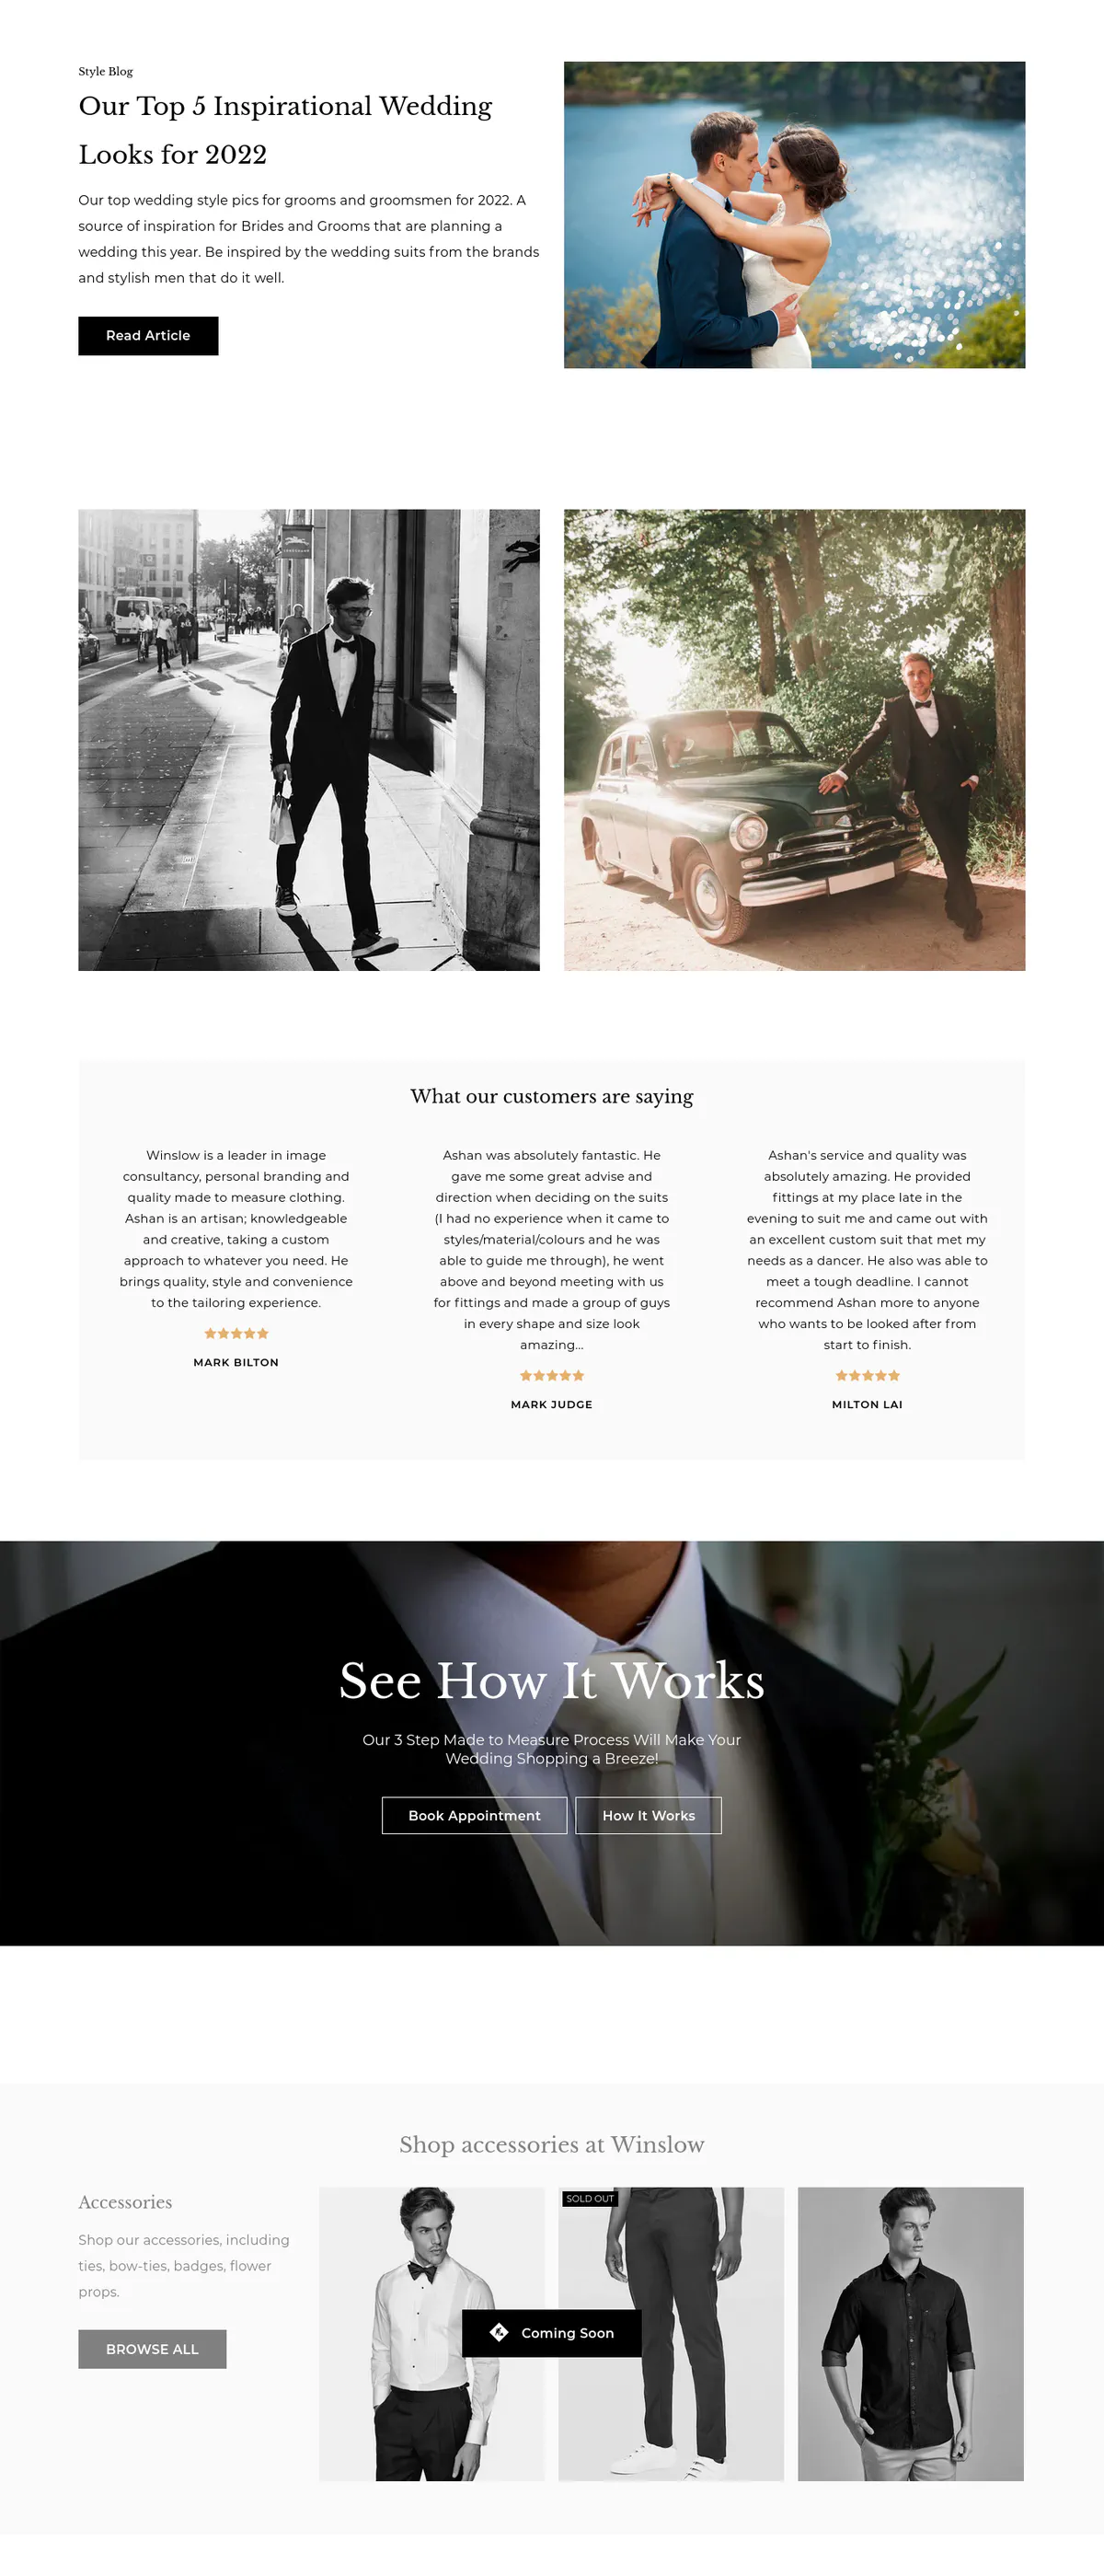 Style Blog
Our Top 5 Inspirational Wedding
Looks for 2022
Our top wedding style pics for grooms and groomsmen for 2022. A
source of inspiration for Brides and Grooms that are planning a
wedding this year. Be inspired by the wedding suits from the brands
and stylish men that do it well.
Read Article
LONGCHAMP
What our customers are saying
Winslow is a leader in image
consultancy, personal branding and
quality made to measure clothing.
Ashan is an artisan; knowledgeable
and creative, taking a custom
approach to whatever you need. He
brings quality, style and convenience
to the tailoring experience.
MARK BILTON
Ashan was absolutely fantastic. He
gave me some great advise and
direction when deciding on the suits
(I had no experience when it came to
styles/material/colours and he was
able to guide me through), he went
above and beyond meeting with us
for fittings and made a group of guys
in every shape and size look
amazing...
MARK JUDGE
Ashan's service and quality was
absolutely amazing. He provided
fittings at my place late in the
evening to suit me and came out with
an excellent custom suit that met my
needs as a dancer. He also was able to
meet a tough deadline. I cannot
recommend Ashan more to anyone
who wants to be looked after from
start to finish.
MILTON LAI
See How It Works
Our 3 Step Made to Measure Process Will Make Your
Wedding Shopping a Breeze!
Book Appointment
How It Works
Shop accessories at Winslow
Accessories
Shop our accessories, including
ties, bow-ties, badges, flower
props.
BROWSE ALL
SOLD OUT
Coming Soon